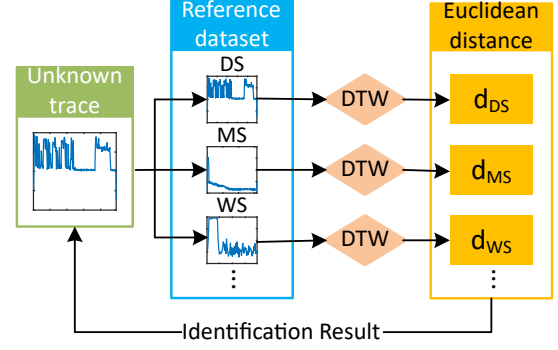 Reference
dataset
Euclidean
distance
Unknown
trace
DS
DTW
dDS
MS
DTW
dMS
WS
DTW
dWS
Identification Result